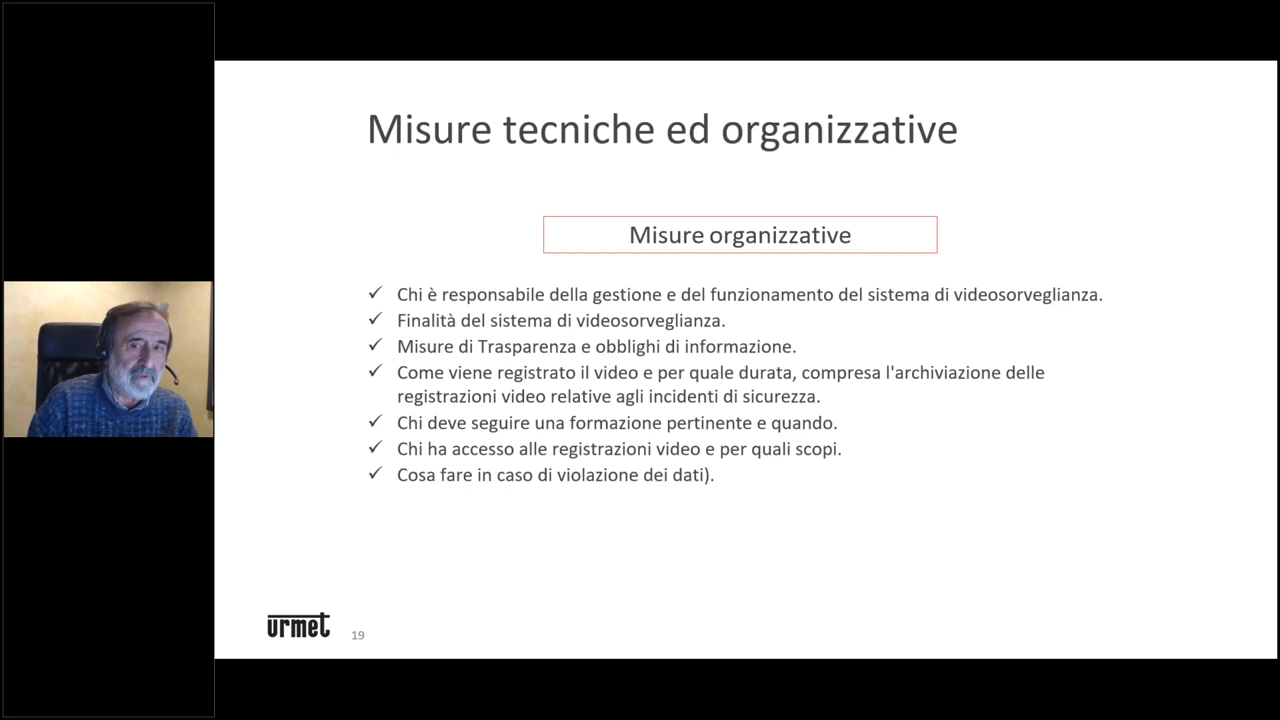 Misure tecniche ed organizzative
Misure organizzative
✓ Chi è responsabile della gestione e del funzionamento del sistema di videosorveglianza.
✓ Finalità del sistema di videosorveglianza.
✓ Misure di Trasparenza e obblighi di informazione.
✓ Come viene registrato il video e per quale durata, compresa l'archiviazione delle
registrazioni video relative agli incidenti di sicurezza.
✓ Chi deve seguire una formazione pertinente e quando.
✓ Chi ha accesso alle registrazioni video e per quali scopi.
✓ Cosa fare in caso di violazione dei dati).
urmet
19